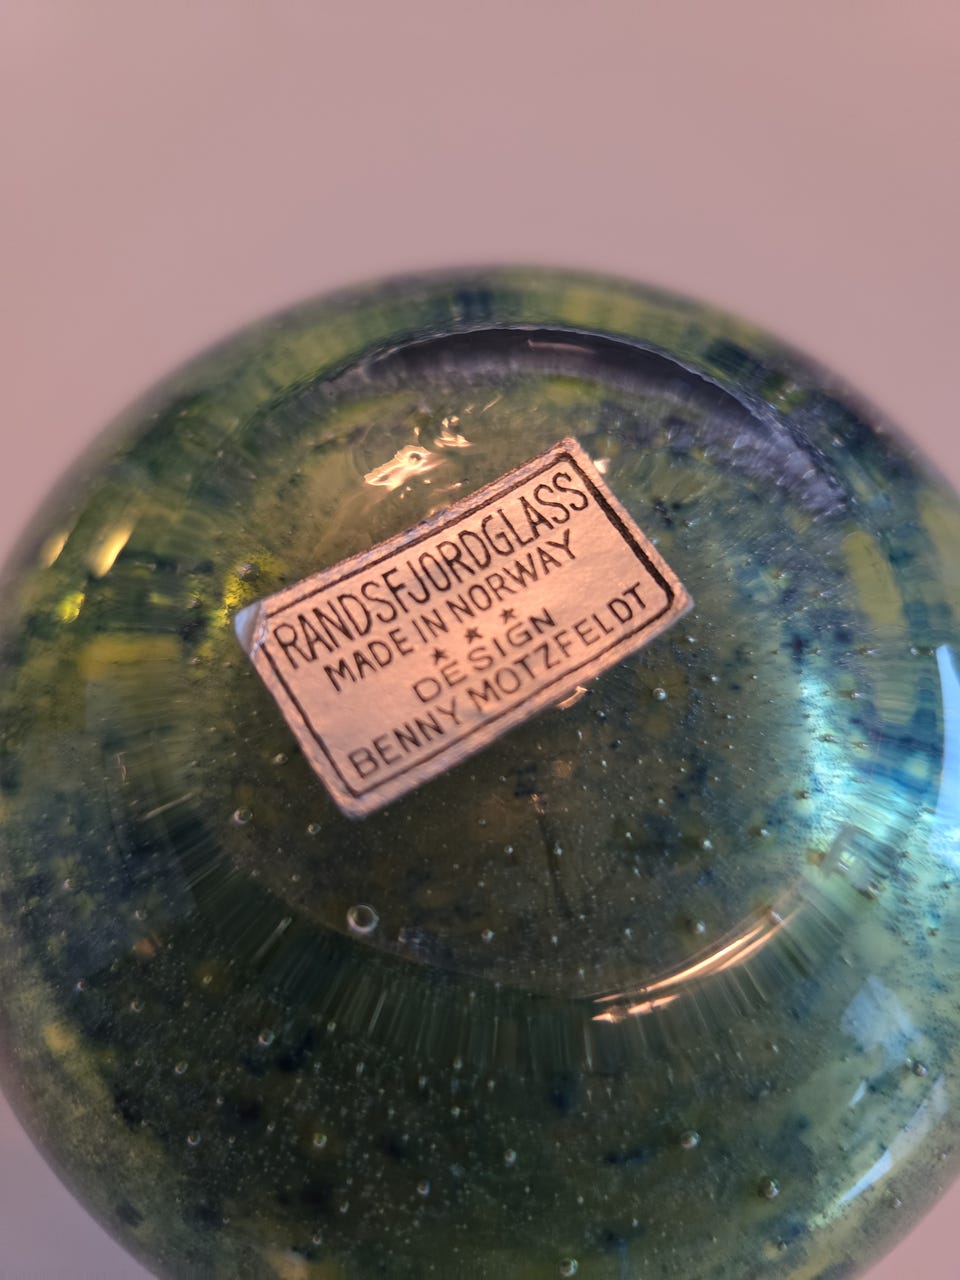 RANDSFJORDGLASS
MADE IN NORWAY
★ ★ ★
DESIGN
BENNY MOTZFELDT